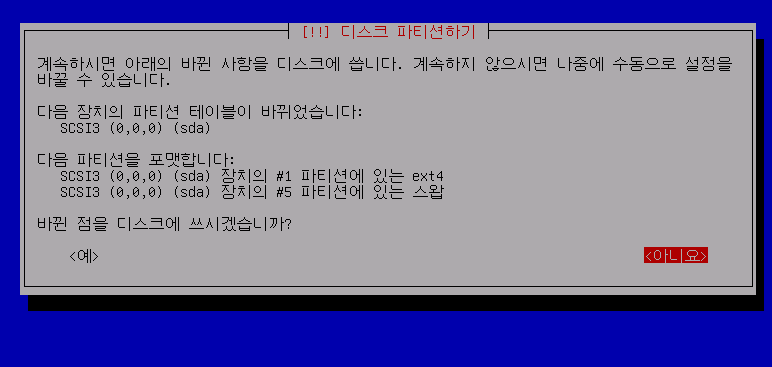 [!!] 디스크 파티션하기
계속하시면 아래의 바뀐 사항을 디스크에 씁니다. 계속하지 않으시면 나중에 수동으로 설정을
바꿀 수 있습니다.
다음 장치의 파티션 테이블이 바뀌었습니다:
SCSI3 (0,0,0) (sda)
다음 파티션을 포맷합니다:
SCSI3 (0,0,0) (sda) 장치의 #1 파티션에 있는 ext4
SCSI3 (0,0,0) (sda) 장치의 #5 파티션에 있는 스왑
바뀐 점을 디스크에 쓰시겠습니까?
<예> <아니요>